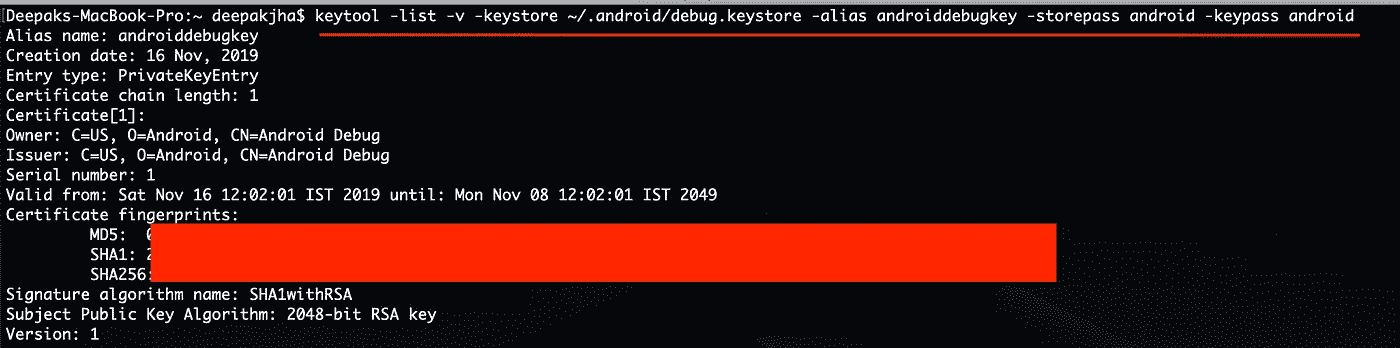 [Deepaks-MacBook-Pro:~ deepakjha$ keytool -list -v -keystore ~/.android/debug.keystore -alias androiddebugkey -storepass android -keypass android
Alias name: androiddebugkey
Creation date: 16 Nov, 2019
Entry type: PrivateKeyEntry
Certificate chain length: 1
Certificate[1]:
Owner: C=US, O=Android, CN=Android Debug
Issuer: C=US, O=Android, CN=Android Debug
Serial number: 1
Valid from: Sat Nov 16 12:02:01 IST 2019 until: Mon Nov 08 12:02:01 IST 2049
Certificate fingerprints:
MD5:
SHA1: 2
SHA256:
Signature algorithm name: SHA1withRSA
Subject Public Key Algorithm: 2048-bit RSA key
Version: 1